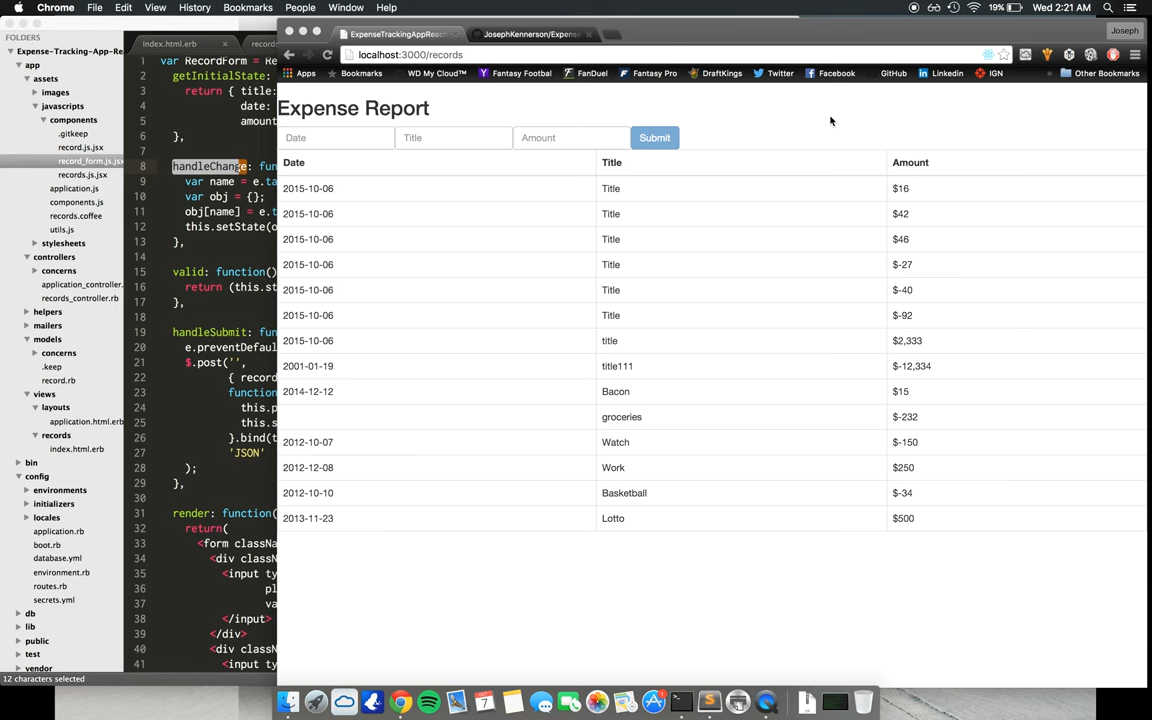 Chrome File Edit View History Bookmarks People Window Help 19% Wed 2:21 AM
FOLDERS
Expense-Tracking-App-Rea
app
assets
images
javascripts
components
.gitkeep
record.js.jsx
record_form.js.jsx
records.js.jsx
application.js
components.js
records.coffee
utils.js
stylesheets
controllers
concerns
application_controller.
records_controller.rb
helpers
mailers
models
concerns
.keep
record.rb
views
layouts
application.html.erb
records
index.html.erb
bin
config
environments
initializers
locales
application.rb
boot.rb
database.yml
environment.rb
routes.rb
secrets.yml
db
lib
public
test
vendor
12 characters selected
index.html.erb × records
1 var RecordForm = Re
2 getInitialState:
3 return { title:
4 date:
5 amount
6 },
7
8 handleChange: fun
9 var name = e.ta
10 var obj = {};
11 obj[name] = e.t
12 this.setState(o
13 },
14
15 valid: function()
16 return (this.st
17 },
18
19 handleSubmit: fun
20 e.preventDefaul
21 $.post('',
22 { record
23 function
24 this.p
25 this.s
26 }.bind(t
27 'JSON'
28 );
29 },
30
31 render: function(
32 return(
33 <form classNa
34 <div classN
35 <input typ
36 pl
37 va
38 </input>
39 </div>
40 <div classN
41 <input typ
ExpenseTrackingAppReact JosephKennerson/Expense × Joseph
localhost:3000/records
Apps Bookmarks WD My Cloud™ Fantasy Footbal FanDuel Fantasy Pro DraftKings Twitter Facebook GitHub Linkedin IGN » Other Bookmarks
Expense Report
Date Title Amount Submit
Date Title Amount
2015-10-06 Title $16
2015-10-06 Title $42
2015-10-06 Title $46
2015-10-06 Title $-27
2015-10-06 Title $-40
2015-10-06 Title $-92
2015-10-06 title $2,333
2001-01-19 title111 $-12,334
2014-12-12 Bacon $15
groceries $-232
2012-10-07 Watch $-150
2012-12-08 Work $250
2012-10-10 Basketball $-34
2013-11-23 Lotto $500
7